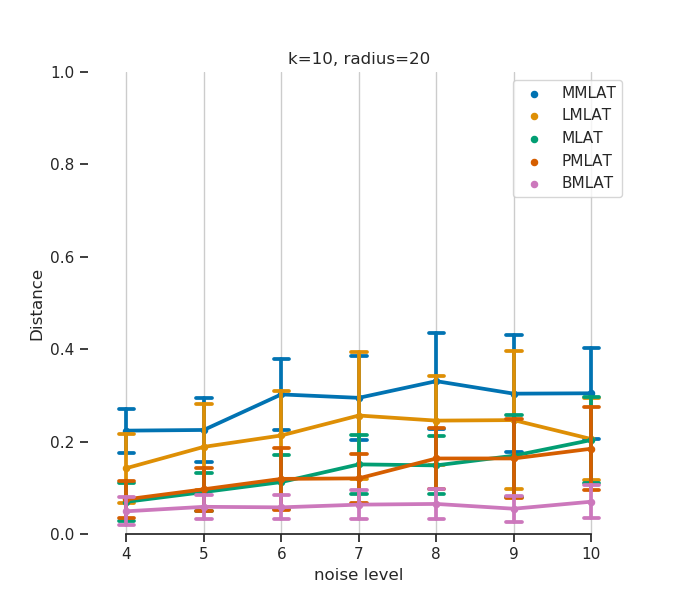 k=10, radius=20
1.0
0.8
0.6
0.4
0.2
0.0
Distance
4 5 6 7 8 9 10
noise level
MMLAT
LMLAT
MLAT
PMLAT
BMLAT